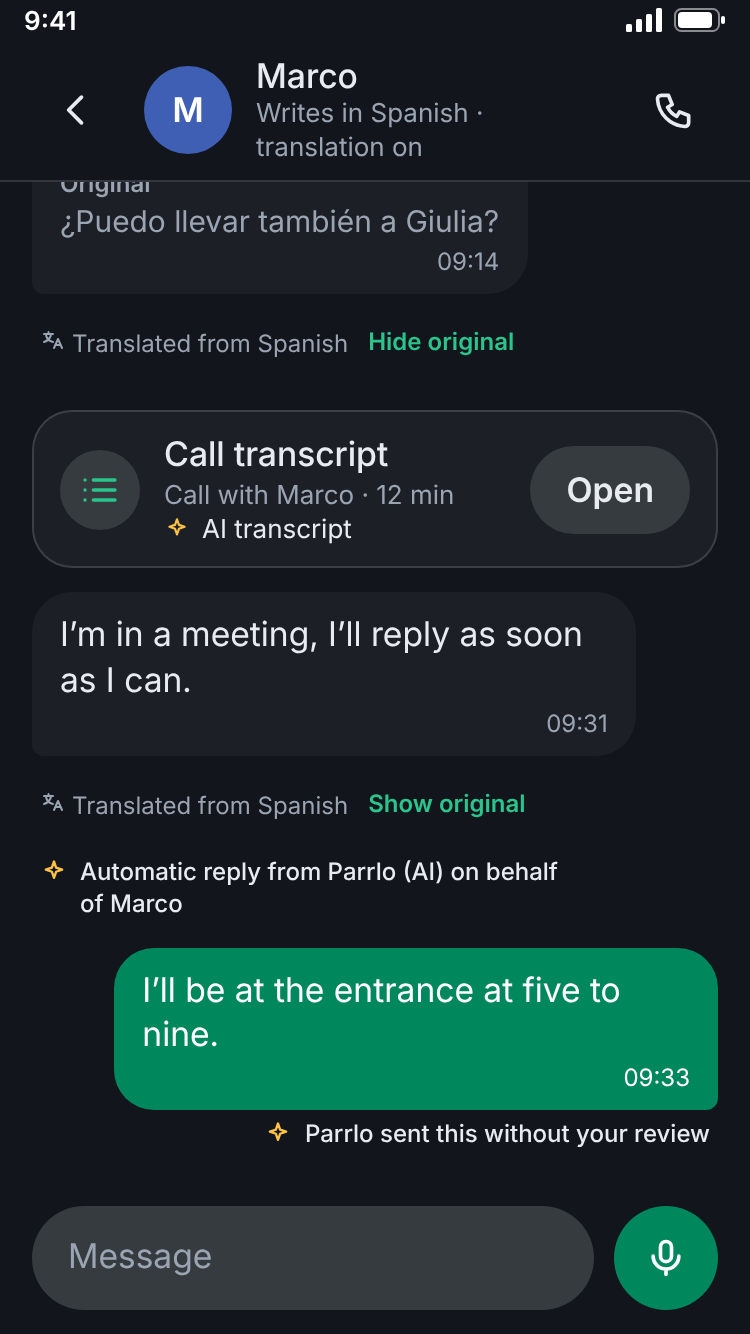 9:41
M
Marco
Writes in Spanish ·
translation on
Original
¿Puedo llevar también a Giulia?
09:14
Translated from Spanish Hide original
Call transcript
Call with Marco · 12 min
AI transcript
Open
I’m in a meeting, I’ll reply as soon
as I can.
09:31
Translated from Spanish Show original
Automatic reply from Parrlo (AI) on behalf
of Marco
I’ll be at the entrance at five to
nine.
09:33
Parrlo sent this without your review
Message